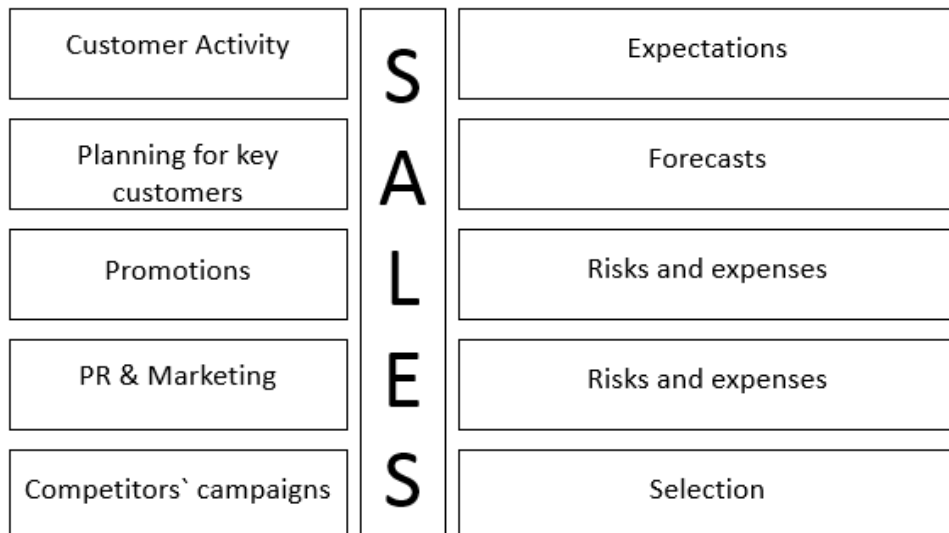 Customer Activity
Planning for key
customers
Promotions
PR & Marketing
Competitors` campaigns
S
A
L
E
S
Expectations
Forecasts
Risks and expenses
Risks and expenses
Selection